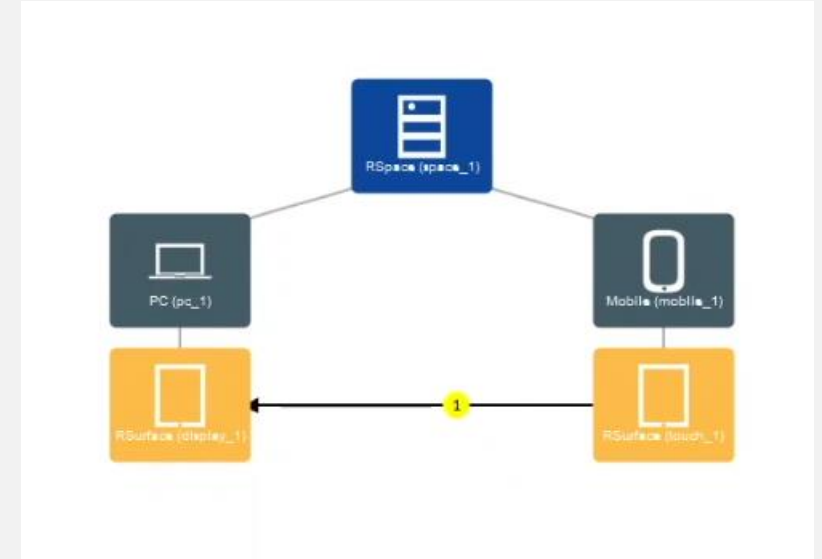 RSpace (space_1)
PC (pc_1)
Mobile (mobile_1)
1
RSurface (display_1)
RSurface (touch_1)